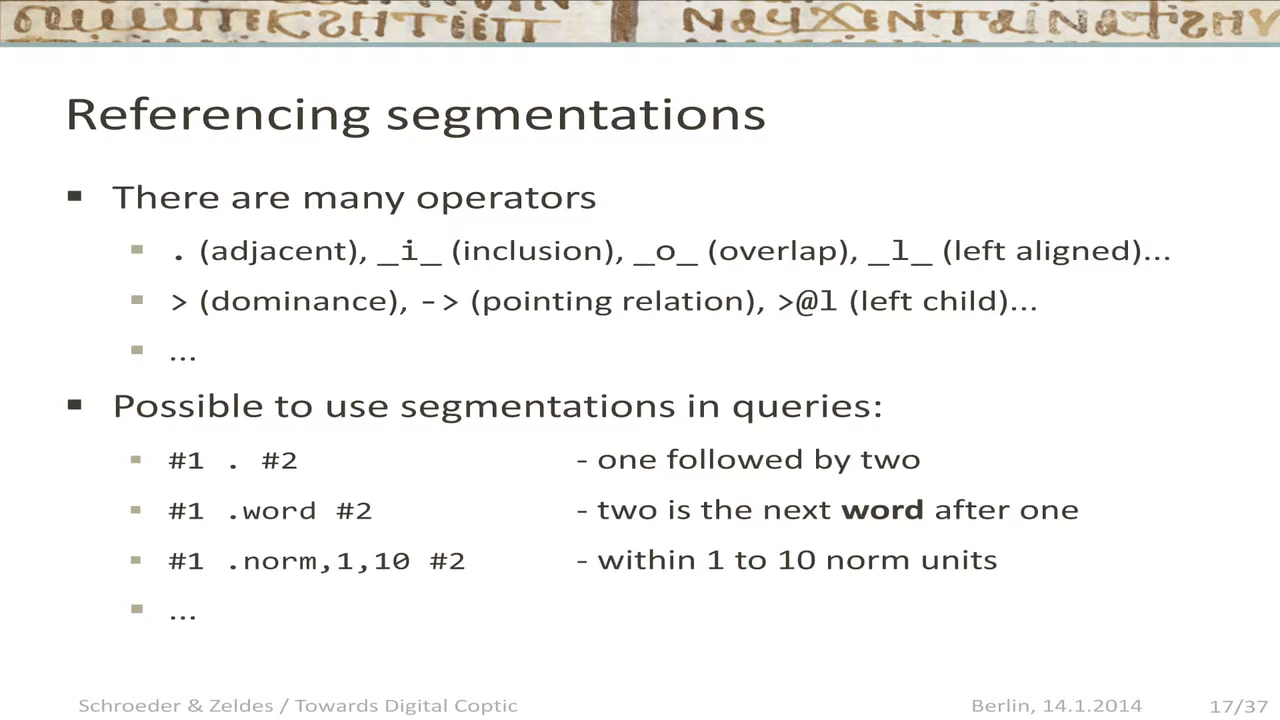 Referencing segmentations
▪ There are many operators
▪ . (adjacent), _i_ (inclusion), _o_ (overlap), _l_ (left aligned)...
▪ > (dominance), -> (pointing relation), >@l (left child)...
▪ ...
▪ Possible to use segmentations in queries:
▪ #1 . #2 - one followed by two
▪ #1 .word #2 - two is the next word after one
▪ #1 .norm,1,10 #2 - within 1 to 10 norm units
▪ ...
Schroeder & Zeldes / Towards Digital Coptic Berlin, 14.1.2014 17/37